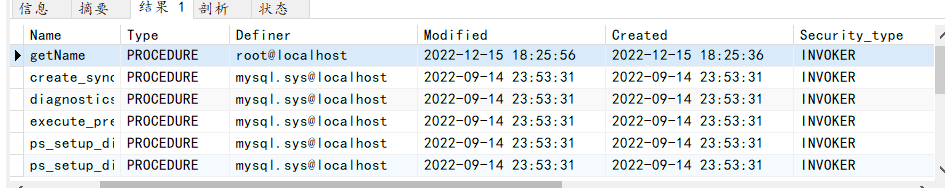 信息 摘要 结果 1 剖析 状态
Name Type Definer Modified Created Security_type
getName PROCEDURE root@localhost 2022-12-15 18:25:56 2022-12-15 18:25:36 INVOKER
create_sync PROCEDURE mysql.sys@localhost 2022-09-14 23:53:31 2022-09-14 23:53:31 INVOKER
diagnostics PROCEDURE mysql.sys@localhost 2022-09-14 23:53:31 2022-09-14 23:53:31 INVOKER
execute_pre PROCEDURE mysql.sys@localhost 2022-09-14 23:53:31 2022-09-14 23:53:31 INVOKER
ps_setup_di PROCEDURE mysql.sys@localhost 2022-09-14 23:53:31 2022-09-14 23:53:31 INVOKER
ps_setup_di PROCEDURE mysql.sys@localhost 2022-09-14 23:53:31 2022-09-14 23:53:31 INVOKER